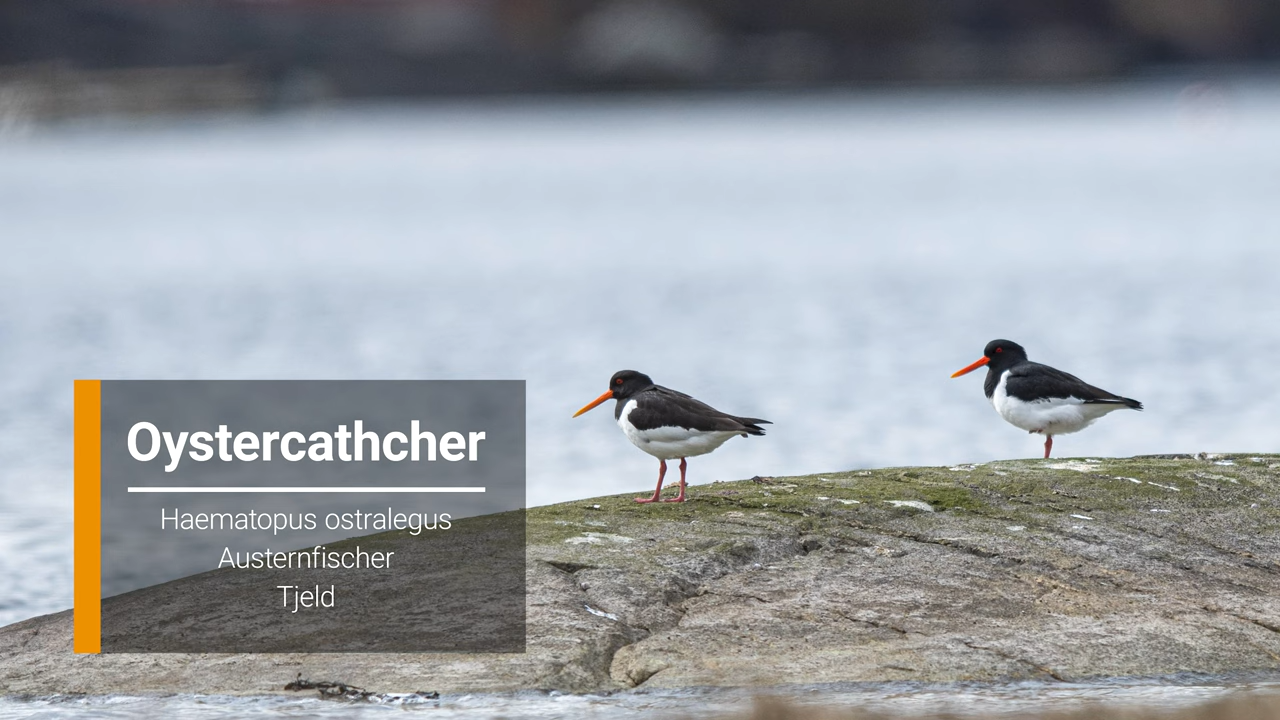 Oystercathcher
Haematopus ostralegus
Austernfischer
Tjeld